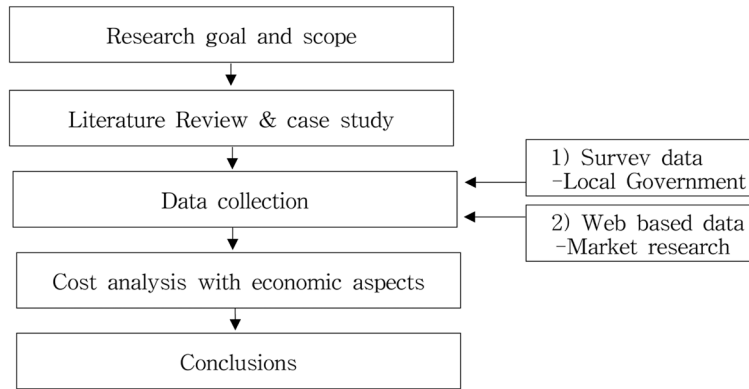 Research goal and scope
Literature Review & case study
Data collection
1) Survev data
-Local Government
2) Web based data
-Market research
Cost analysis with economic aspects
Conclusions